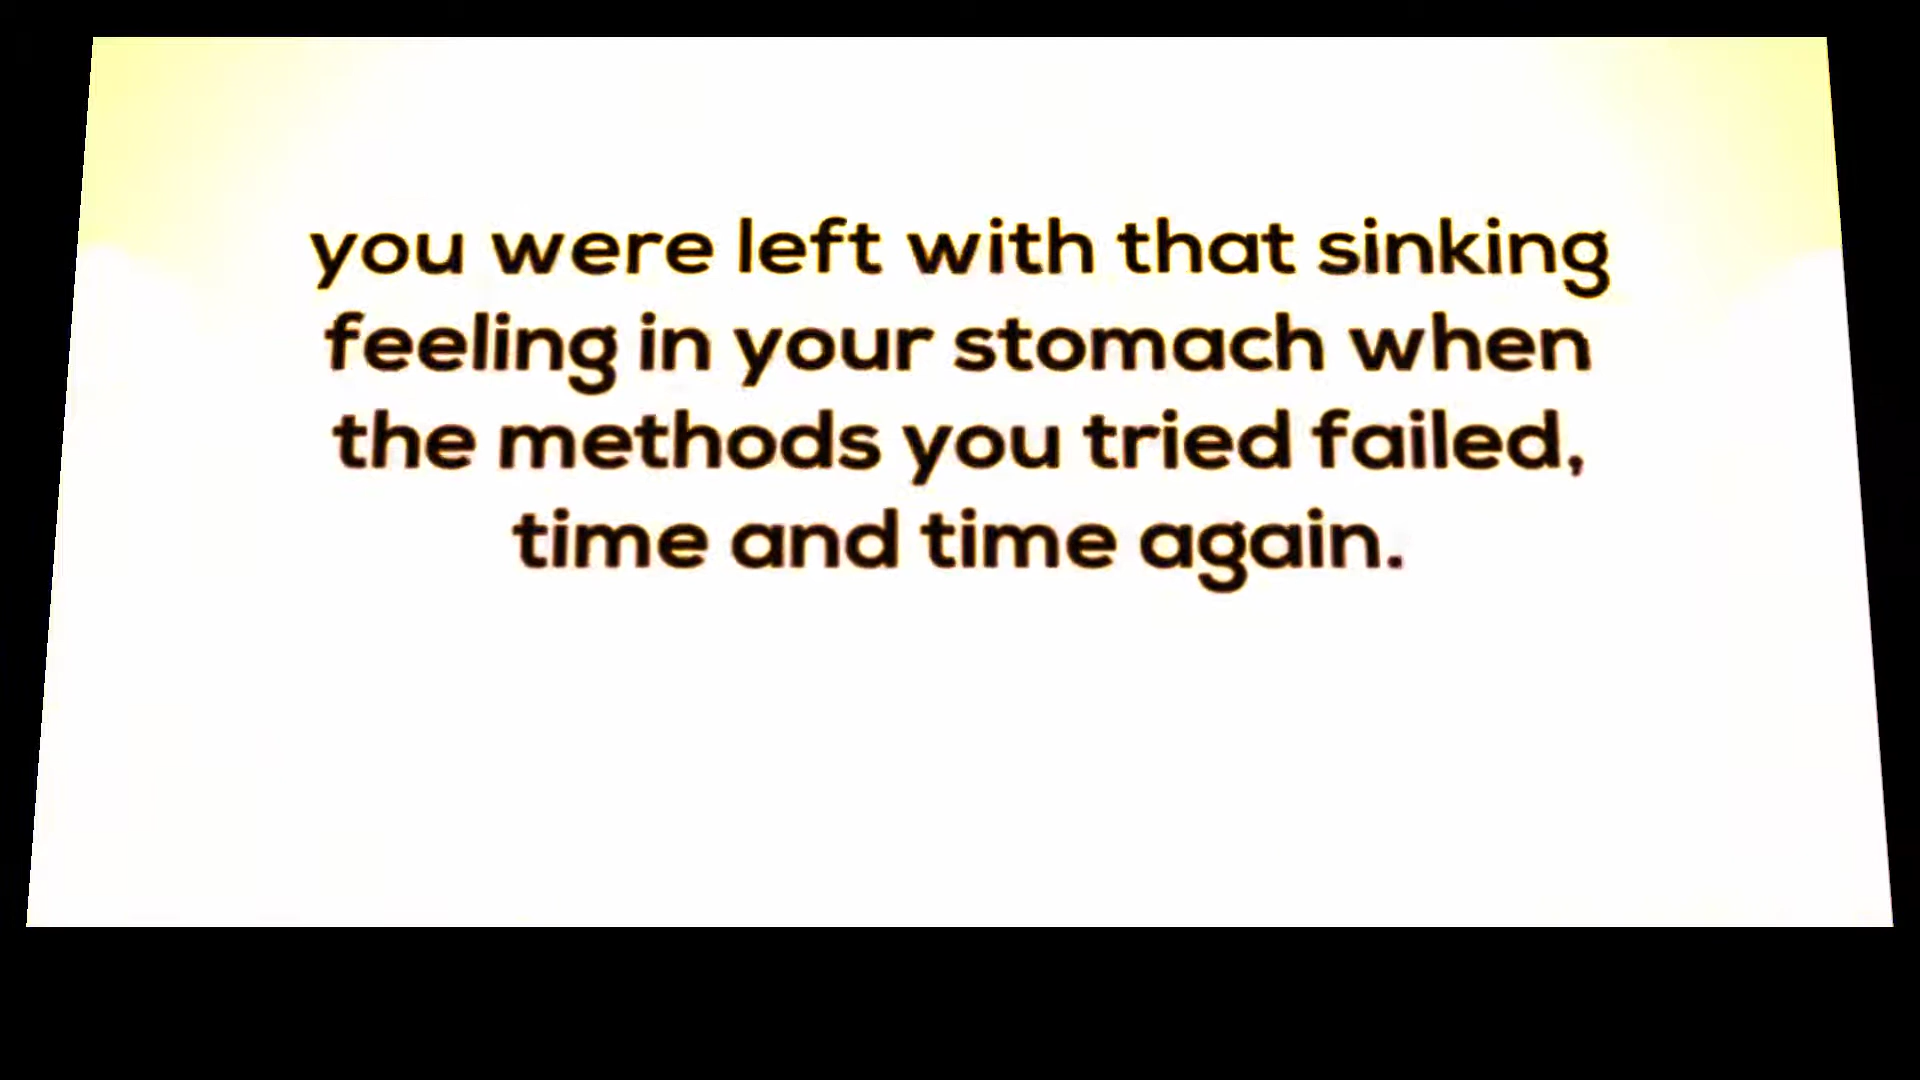 you were left with that sinking
feeling in your stomach when
the methods you tried failed,
time and time again.